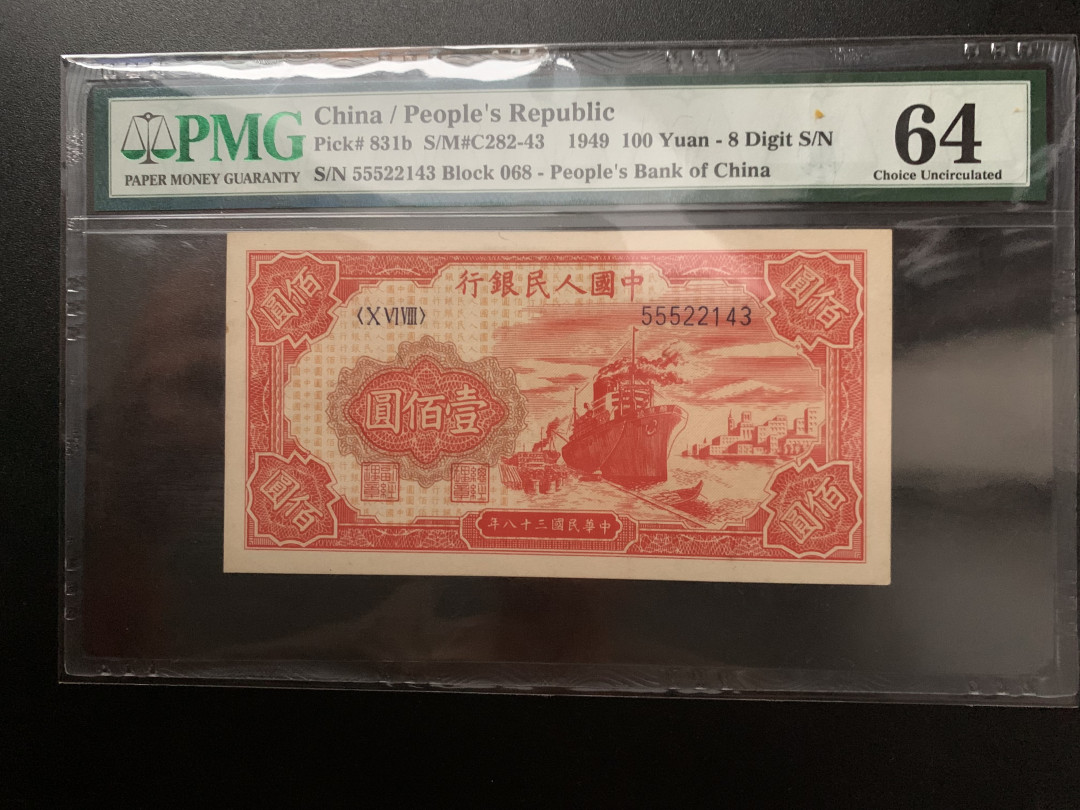 PMG
PAPER MONEY GUARANTY
China / People's Republic
Pick# 831b S/M#C282-43 1949 100 Yuan - 8 Digit S/N
S/N 55522143 Block 068 - People's Bank of China
64
Choice Uncirculated
行銀民人國中
圓佰
圓佰
〈X VI VIII〉
55522143
圓佰壹
圓佰
圓佰
年八十三國民華中